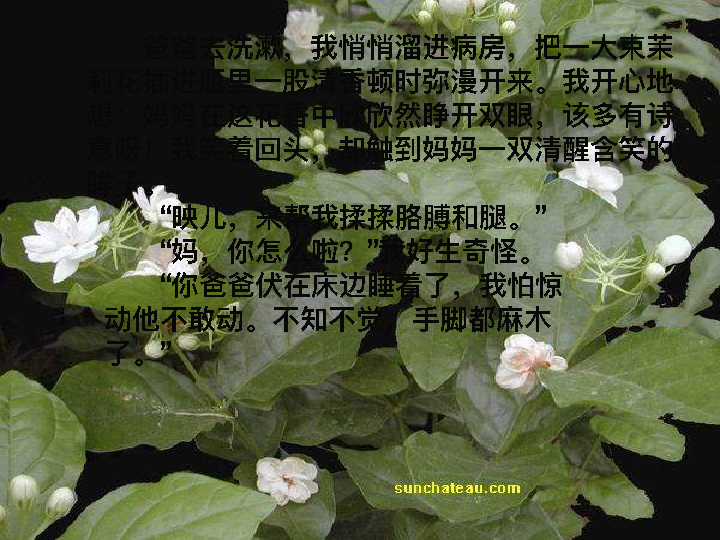 爸爸去洗漱，我悄悄溜进病房，把一大束茉
莉花插进瓶里一股清香顿时弥漫开来。我开心地
想：妈妈在这花香中欣欣然睁开双眼，该多有诗
意呀！我笑着回头，却触到妈妈一双清醒含笑的
眸子
“映儿，来帮我揉揉胳膊和腿。”
“妈，你怎么啦？”我好生奇怪。
“你爸爸伏在床边睡着了，我怕惊
动他不敢动。不知不觉，手脚都麻木
了。”
sunchateau.com